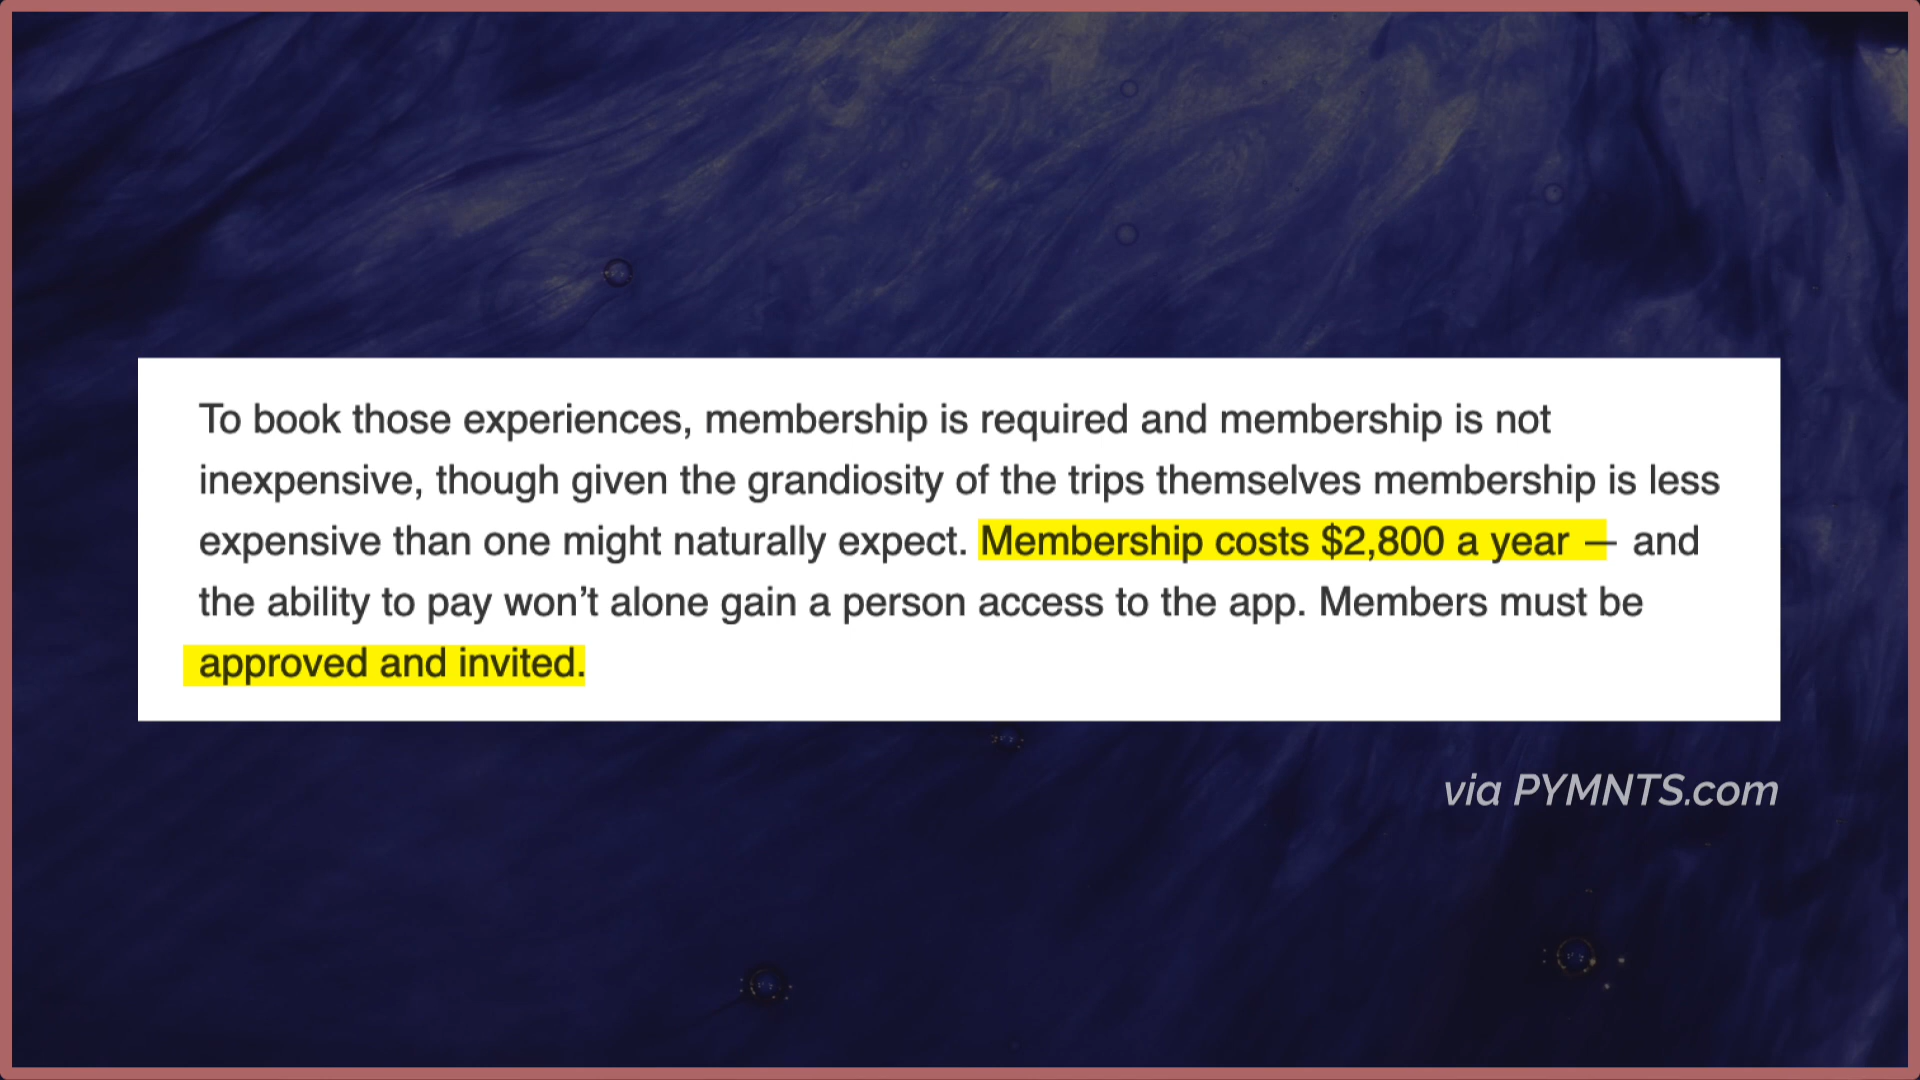 To book those experiences, membership is required and membership is not
inexpensive, though given the grandiosity of the trips themselves membership is less
expensive than one might naturally expect. Membership costs $2,800 a year — and
the ability to pay won’t alone gain a person access to the app. Members must be
approved and invited.
via PYMNTS.com